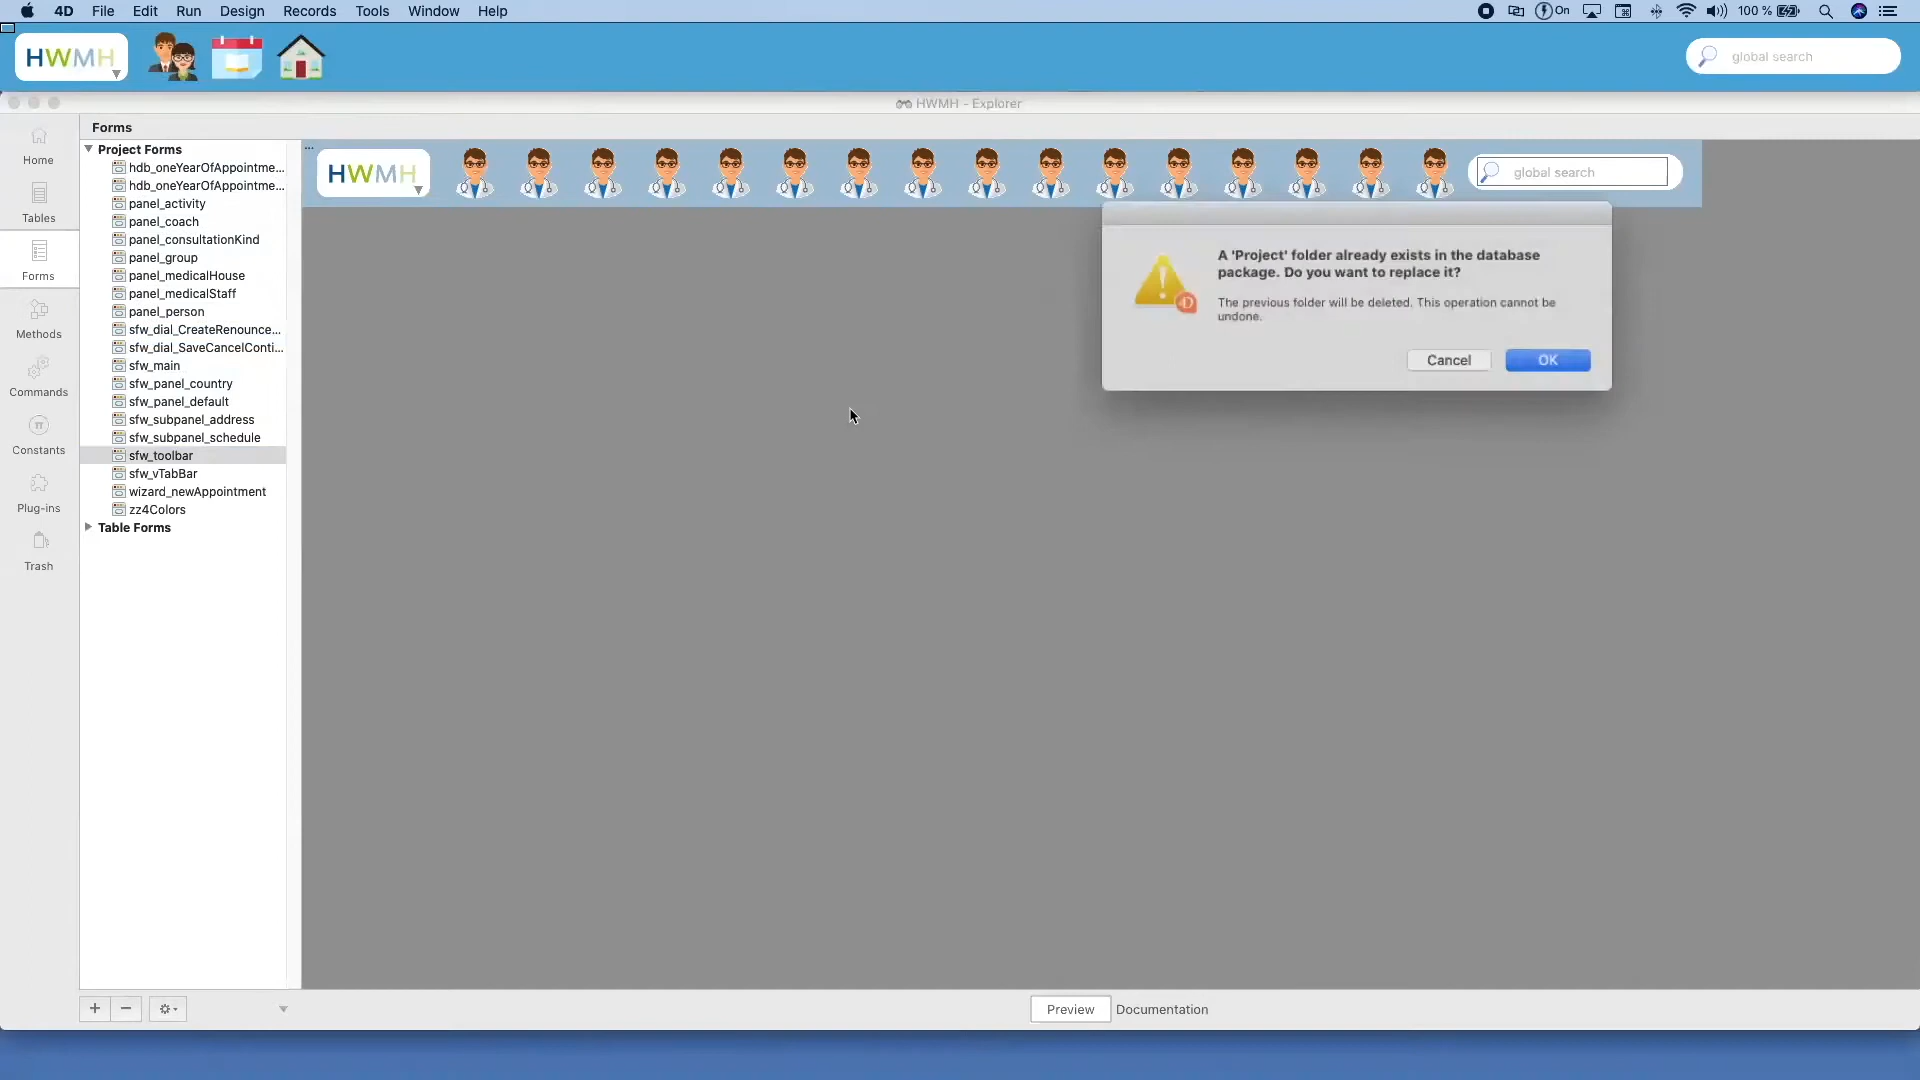 4D File Edit Run Design Records Tools Window Help
On 100 %
HWMH
global search
HWMH - Explorer
Forms
Home
Tables
Forms
Methods
Commands
Constants
Plug-ins
Trash
Project Forms
hdb_oneYearOfAppointme...
hdb_oneYearOfAppointme...
panel_activity
panel_coach
panel_consultationKind
panel_group
panel_medicalHouse
panel_medicalStaff
panel_person
sfw_dial_CreateRenounce...
sfw_dial_SaveCancelConti...
sfw_main
sfw_panel_country
sfw_panel_default
sfw_subpanel_address
sfw_subpanel_schedule
sfw_toolbar
sfw_vTabBar
wizard_newAppointment
zz4Colors
Table Forms
...
HWMH
global search
A 'Project' folder already exists in the database
package. Do you want to replace it?
The previous folder will be deleted. This operation cannot be
undone.
Cancel OK
Preview Documentation